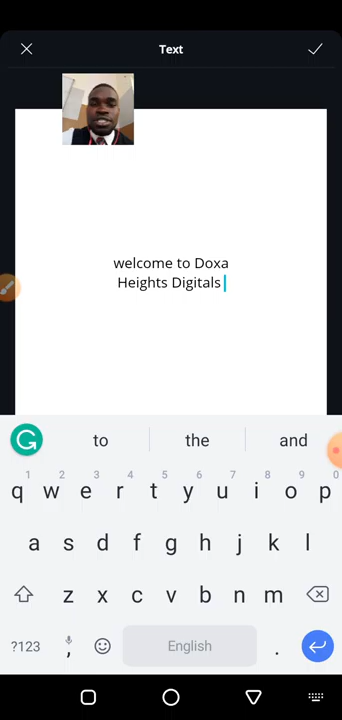 Text
welcome to Doxa
Heights Digitals
to the and
1 2 3 4 5 6 7 8 9 0
q w e r t y u i o p
a s d f g h j k l
z x c v b n m
?123 , English .